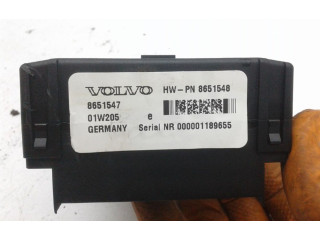 VOLVO HW-PN 8651548
8651547
01W205 e
GERMANY Serial NR 000001189655